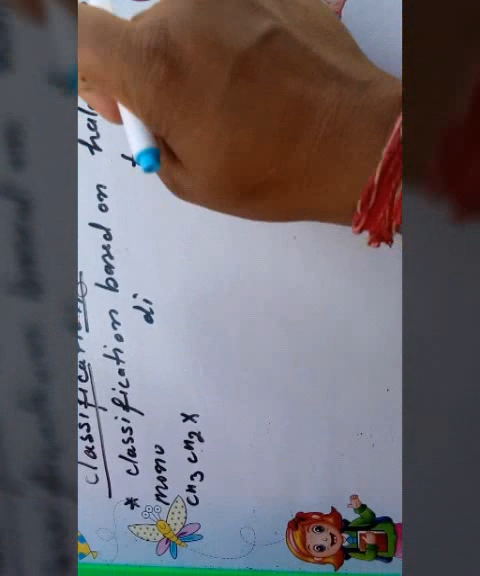 classification
* classification based on
mono di
CH3 CH2 X